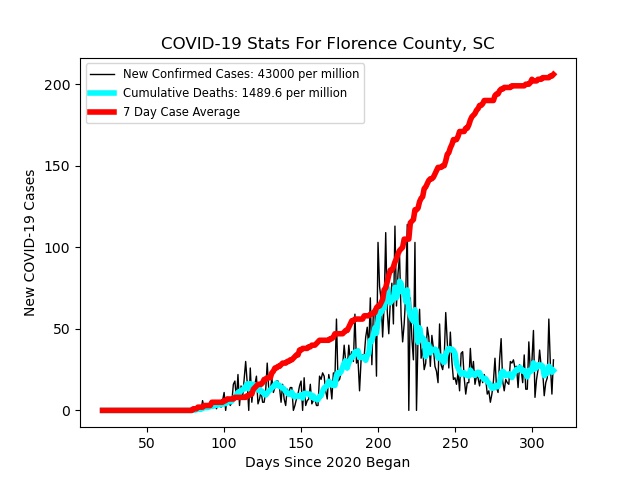 COVID-19 Stats For Florence County, SC
New Confirmed Cases: 43000 per million
Cumulative Deaths: 1489.6 per million
7 Day Case Average
200
150
100
50
0
New COVID-19 Cases
50 100 150 200 250 300
Days Since 2020 Began